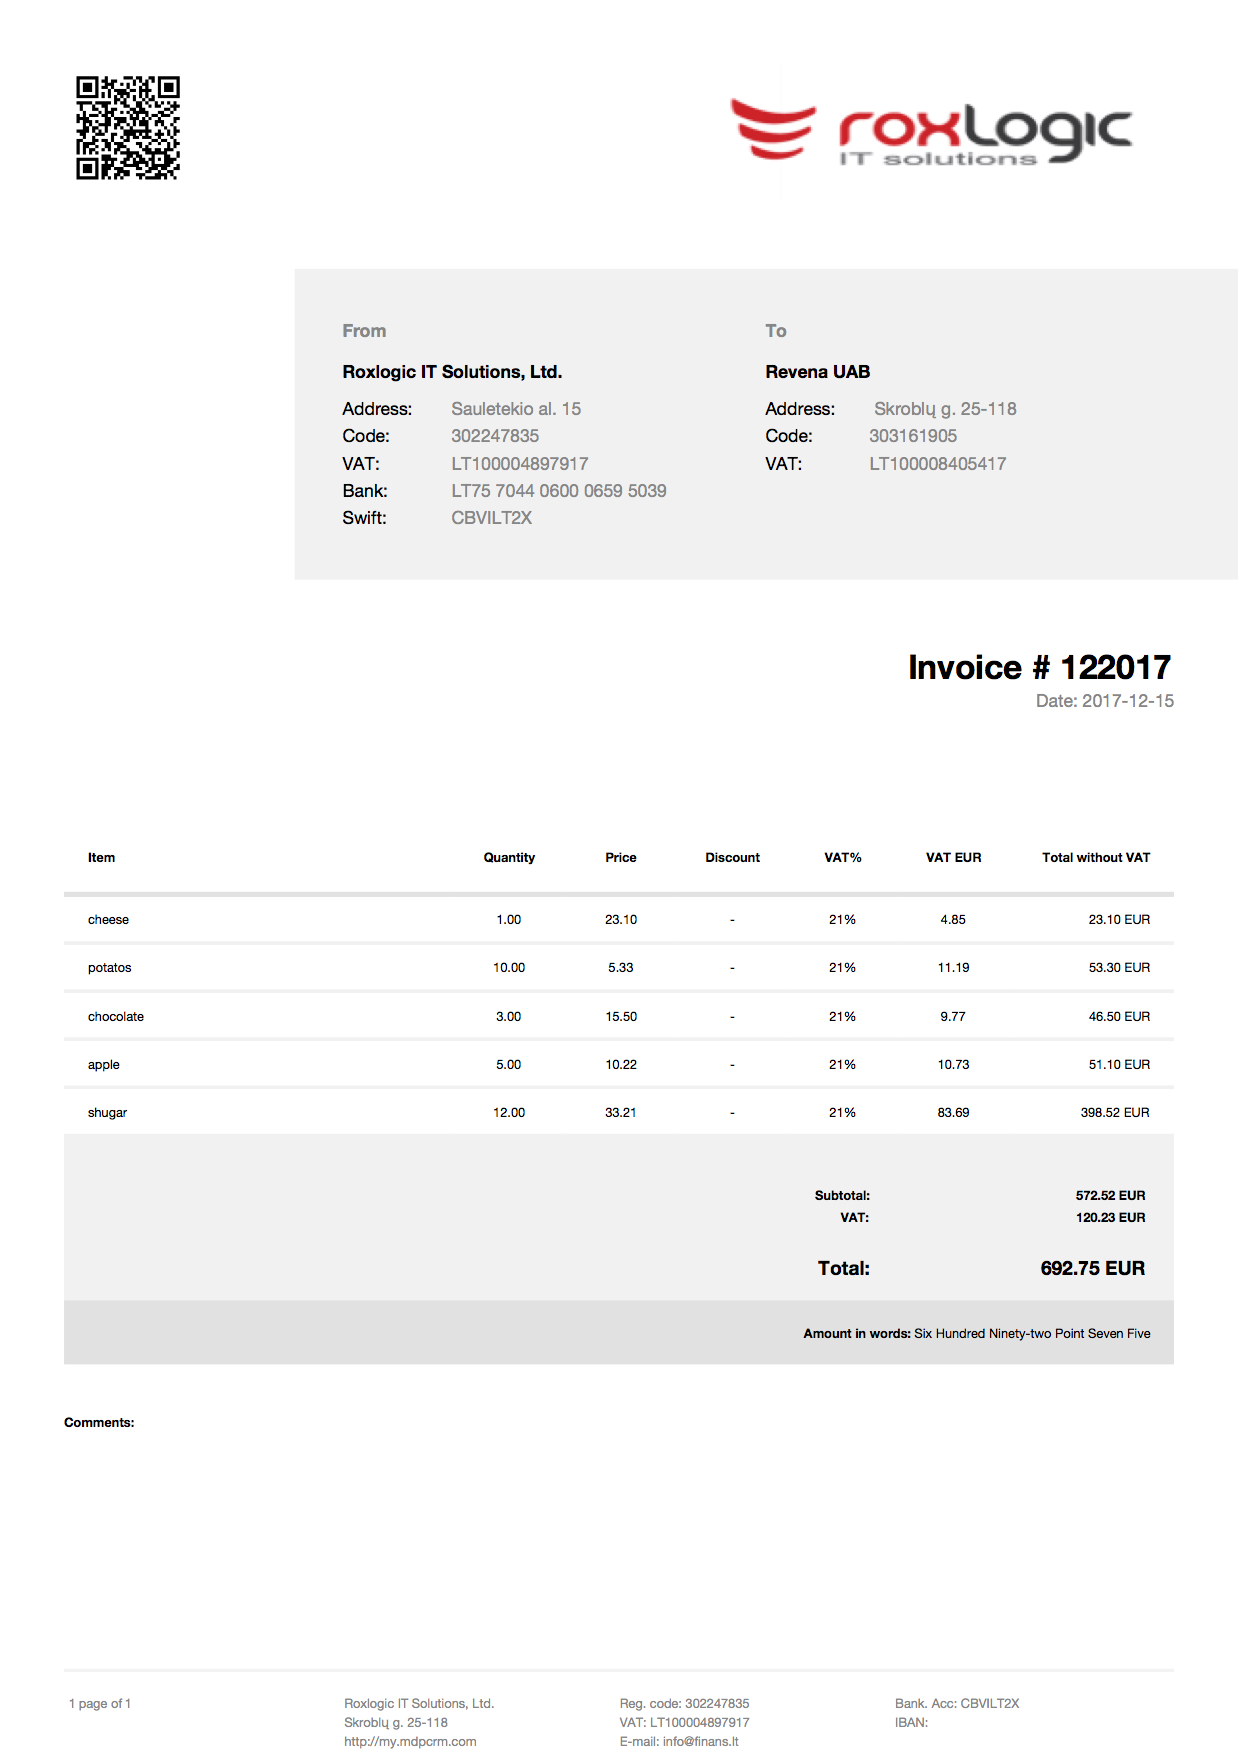 roxLogic
IT solutions
From
To
Roxlogic IT Solutions, Ltd.
Revena UAB
Address: Sauletekio al. 15
Address: Skroblų g. 25-118
Code: 302247835
Code: 303161905
VAT: LT100004897917
VAT: LT100008405417
Bank: LT75 7044 0600 0659 5039
Swift: CBVILT2X
Invoice # 122017
Date: 2017-12-15
Item Quantity Price Discount VAT% VAT EUR Total without VAT
cheese 1.00 23.10 - 21% 4.85 23.10 EUR
potatos 10.00 5.33 - 21% 11.19 53.30 EUR
chocolate 3.00 15.50 - 21% 9.77 46.50 EUR
apple 5.00 10.22 - 21% 10.73 51.10 EUR
shugar 12.00 33.21 - 21% 83.69 398.52 EUR
Subtotal: 572.52 EUR
VAT: 120.23 EUR
Total: 692.75 EUR
Amount in words: Six Hundred Ninety-two Point Seven Five
Comments:
1 page of 1
Roxlogic IT Solutions, Ltd.
Skroblų g. 25-118
http://my.mdpcrm.com
Reg. code: 302247835
VAT: LT100004897917
E-mail: info@finans.lt
Bank. Acc: CBVILT2X
IBAN: